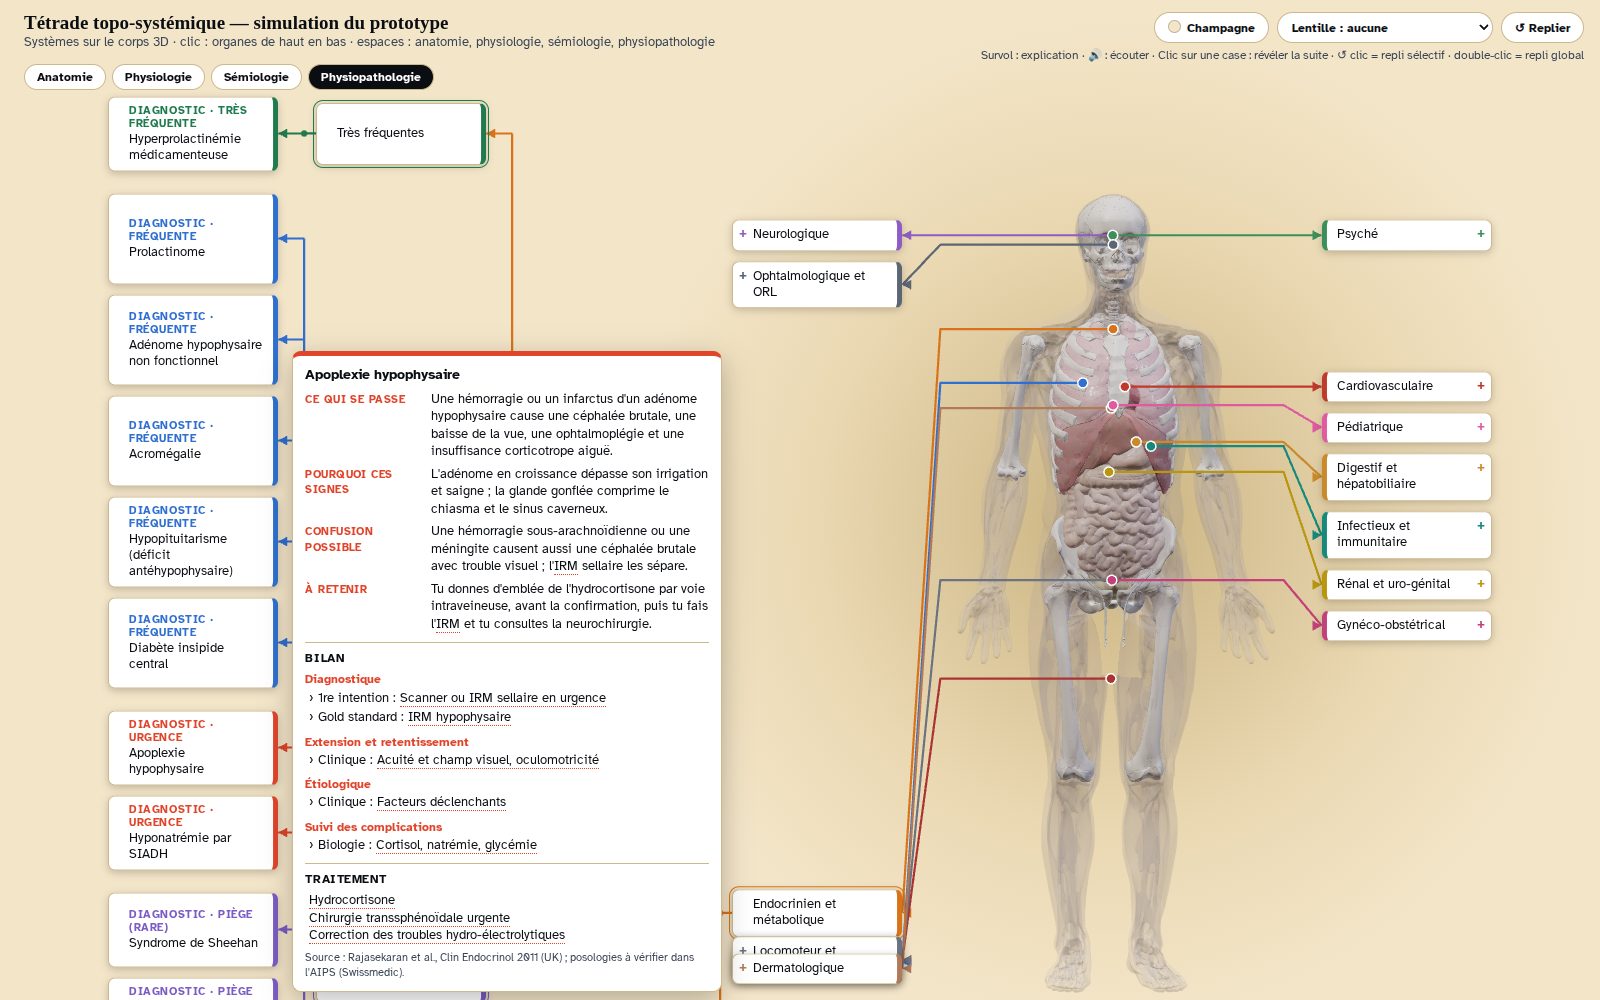 Tétrade topo-systémique — simulation du prototype
Systèmes sur le corps 3D · clic : organes de haut en bas · espaces : anatomie, physiologie, sémiologie, physiopathologie
Champagne
Lentille : aucune
↺ Replier
Survol : explication · 🔊 : écouter · Clic sur une case : révéler la suite · ↺ clic = repli sélectif · double-clic = repli global
Anatomie
Physiologie
Sémiologie
Physiopathologie
DIAGNOSTIC · TRÈS
FRÉQUENTE
Hyperprolactinémie
médicamenteuse
Très fréquentes
DIAGNOSTIC ·
FRÉQUENTE
Prolactinome
DIAGNOSTIC ·
FRÉQUENTE
Adénome hypophysaire
non fonctionnel
DIAGNOSTIC ·
FRÉQUENTE
Acromégalie
DIAGNOSTIC ·
FRÉQUENTE
Hypopituitarisme
(déficit
antéhypophysaire)
DIAGNOSTIC ·
FRÉQUENTE
Diabète insipide
central
DIAGNOSTIC ·
URGENCE
Apoplexie
hypophysaire
DIAGNOSTIC ·
URGENCE
Hyponatrémie par
SIADH
DIAGNOSTIC · PIÈGE
(RARE)
Syndrome de Sheehan
DIAGNOSTIC · PIÈGE
Apoplexie hypophysaire
CE QUI SE PASSE
Une hémorragie ou un infarctus d'un adénome
hypophysaire cause une céphalée brutale, une
baisse de la vue, une ophtalmoplégie et une
insuffisance corticotrope aiguë.
POURQUOI CES
SIGNES
L'adénome en croissance dépasse son irrigation
et saigne ; la glande gonflée comprime le
chiasma et le sinus caverneux.
CONFUSION
POSSIBLE
Une hémorragie sous-arachnoïdienne ou une
méningite causent aussi une céphalée brutale
avec trouble visuel ; l'IRM sellaire les sépare.
À RETENIR
Tu donnes d'emblée de l'hydrocortisone par voie
intraveineuse, avant la confirmation, puis tu fais
l'IRM et tu consultes la neurochirurgie.
BILAN
Diagnostique
› 1re intention : Scanner ou IRM sellaire en urgence
› Gold standard : IRM hypophysaire
Extension et retentissement
› Clinique : Acuité et champ visuel, oculomotricité
Étiologique
› Clinique : Facteurs déclenchants
Suivi des complications
› Biologie : Cortisol, natrémie, glycémie
TRAITEMENT
Hydrocortisone
Chirurgie transsphénoïdale urgente
Correction des troubles hydro-électrolytiques
Source : Rajasekaran et al., Clin Endocrinol 2011 (UK) ; posologies à vérifier dans
l'AIPS (Swissmedic).
+ Neurologique
+ Ophtalmologique et
ORL
Endocrinien et
métabolique
+ Locomoteur et
+ Dermatologique
Psyché +
Cardiovasculaire +
Pédiatrique +
Digestif et +
hépatobiliaire
Infectieux et +
immunitaire
Rénal et uro-génital +
Gynéco-obstétrical +